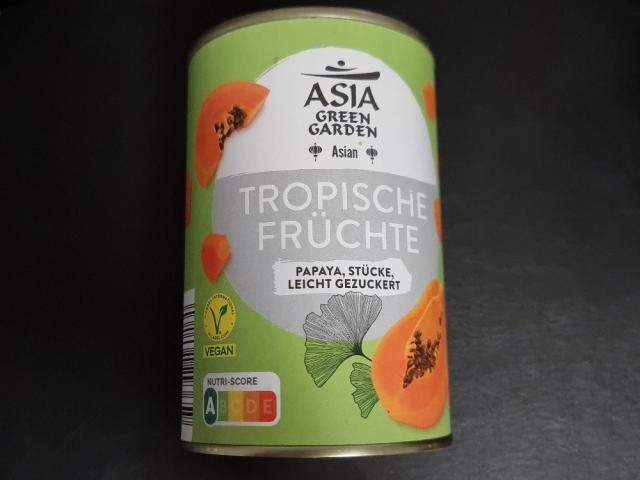 ASIA
GREEN
GARDEN
Asian
TROPISCHE
FRÜCHTE
PAPAYA, STÜCKE,
LEICHT GEZUCKERT
VEGAN
NUTRI-SCORE
A B C D E